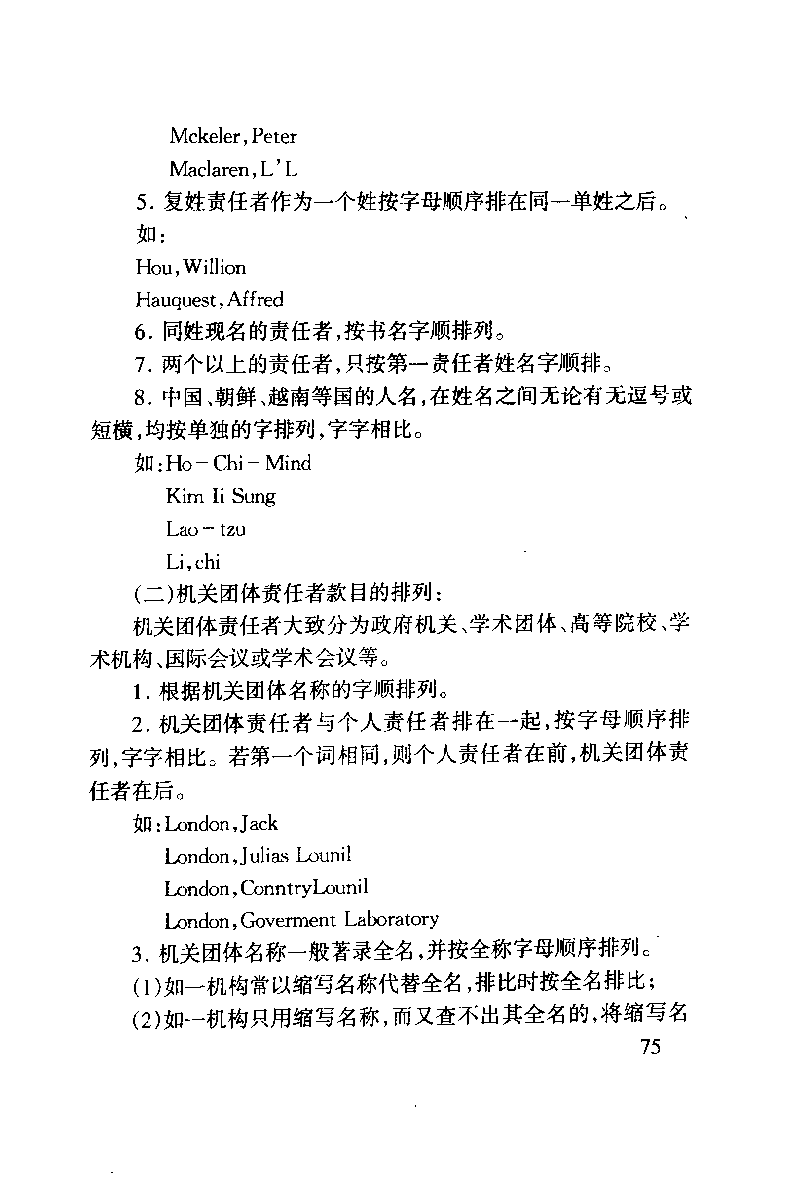 Mckeler,Peter
Maclaren,L'L
5. 复姓责任者作为一个姓按字母顺序排在同一单姓之后。
如:
Hou,Willion
Hauquest,Affred
6. 同姓现名的责任者,按书名字顺排列。
7. 两个以上的责任者,只按第一责任者姓名字顺排。
8. 中国、朝鲜、越南等国的人名,在姓名之间无论有无逗号或
短横,均按单独的字排列,字字相比。
如:Ho-Chi-Mind
Kim Ii Sung
Lao-tzu
Li,chi
(二)机关团体责任者款目的排列:
机关团体责任者大致分为政府机关、学术团体、高等院校、学
术机构、国际会议或学术会议等。
1. 根据机关团体名称的字顺排列。
2. 机关团体责任者与个人责任者排在一起,按字母顺序排
列,字字相比。若第一个词相同,则个人责任者在前,机关团体责
任者在后。
如:London,Jack
London,Julias Lounil
London,ConntryLounil
London,Goverment Laboratory
3. 机关团体名称一般著录全名,并按全称字母顺序排列。
(1)如一机构常以缩写名称代替全名,排比时按全名排比;
(2)如一机构只用缩写名称,而又查不出其全名的,将缩写名
75